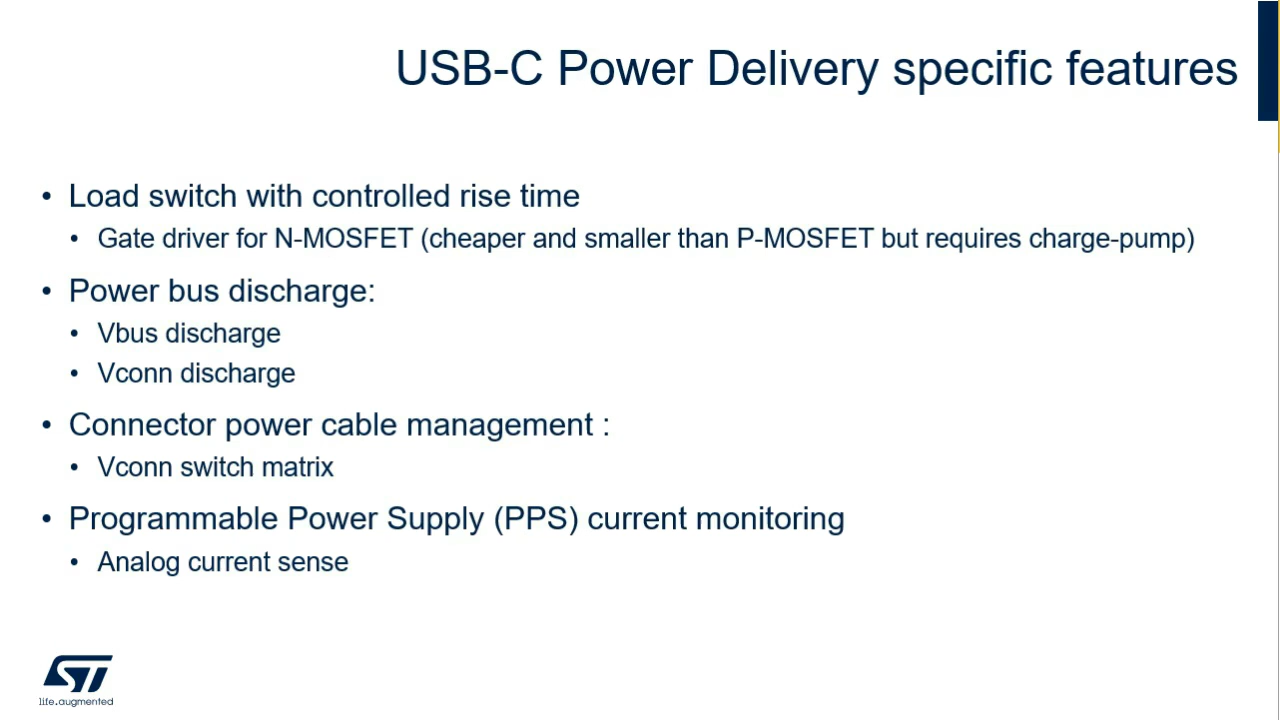 USB-C Power Delivery specific features
• Load switch with controlled rise time
• Gate driver for N-MOSFET (cheaper and smaller than P-MOSFET but requires charge-pump)
• Power bus discharge:
• Vbus discharge
• Vconn discharge
• Connector power cable management :
• Vconn switch matrix
• Programmable Power Supply (PPS) current monitoring
• Analog current sense
ST
life.augmented